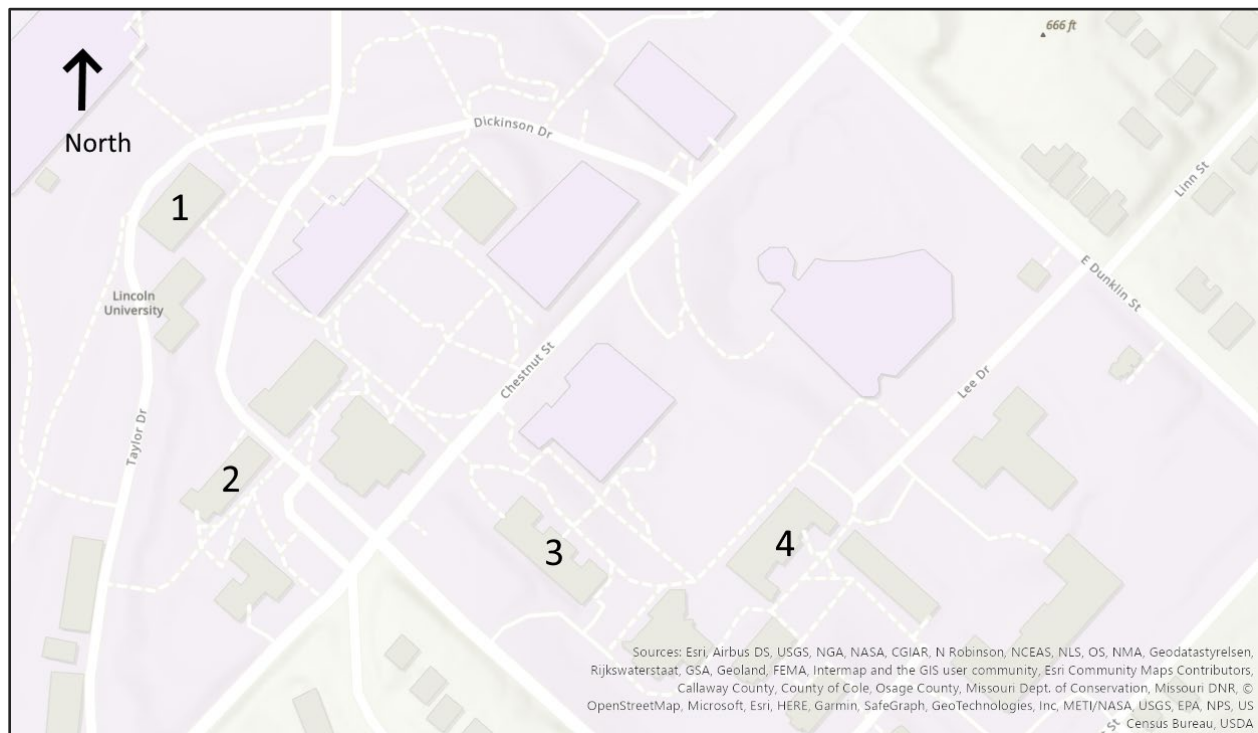 666 ft
North
Dickinson Dr
Linn St
1
E Dunklin St
Lincoln
University
Chestnut St
Lee Dr
Taylor Dr
2
3
4
Sources: Esri, Airbus DS, USGS, NGA, NASA, CGIAR, N Robinson, NCEAS, NLS, OS, NMA, Geodatastyrelsen,
Rijkswaterstaat, GSA, Geoland, FEMA, Intermap and the GIS user community, Esri Community Maps Contributors,
Callaway County, County of Cole, Osage County, Missouri Dept. of Conservation, Missouri DNR, ©
OpenStreetMap, Microsoft, Esri, HERE, Garmin, SafeGraph, GeoTechnologies, Inc, METI/NASA, USGS, EPA, NPS, US
Census Bureau, USDA